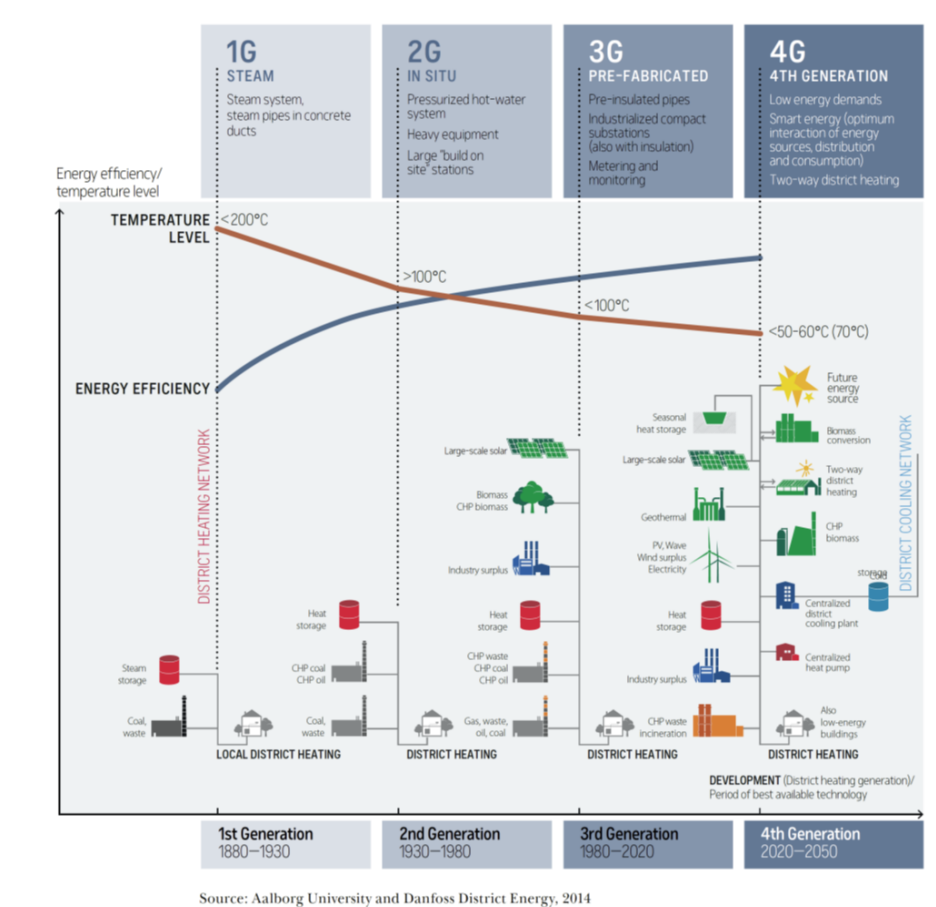 1G
STEAM
Steam system,
steam pipes in concrete
ducts
2G
IN SITU
Pressurized hot-water
system
Heavy equipment
Large "build on
site" stations
3G
PRE-FABRICATED
Pre-insulated pipes
Industrialized compact
substations
(also with insulation)
Metering and
monitoring
4G
4TH GENERATION
Low energy demands
Smart energy (optimum
interaction of energy
sources, distribution
and consumption)
Two-way district heating
Energy efficiency/
temperature level
TEMPERATURE
LEVEL
<200°C
>100°C
<100°C
<50-60°C (70°C)
ENERGY EFFICIENCY
DISTRICT HEATING NETWORK
Steam
storage
Coal,
waste
LOCAL DISTRICT HEATING
Heat
storage
CHP coal
CHP oil
Coal,
waste
DISTRICT HEATING
Large-scale solar
Biomass
CHP biomass
Industry surplus
Heat
storage
CHP waste
CHP coal
CHP oil
Gas, waste,
oil, coal
DISTRICT HEATING
Seasonal
heat storage
Large-scale solar
Geothermal
PV, Wave
Wind surplus
Electricity
Heat
storage
Industry surplus
CHP waste
incineration
Future
energy
source
Biomass
conversion
Two-way
district
heating
CHP
biomass
Centralized
district
cooling plant
Cold
storage
Centralized
heat pump
Also
low-energy
buildings
DISTRICT HEATING
DISTRICT COOLING NETWORK
DEVELOPMENT (District heating generation)/
Period of best available technology
1st Generation
1880–1930
2nd Generation
1930–1980
3rd Generation
1980–2020
4th Generation
2020–2050
Source: Aalborg University and Danfoss District Energy, 2014